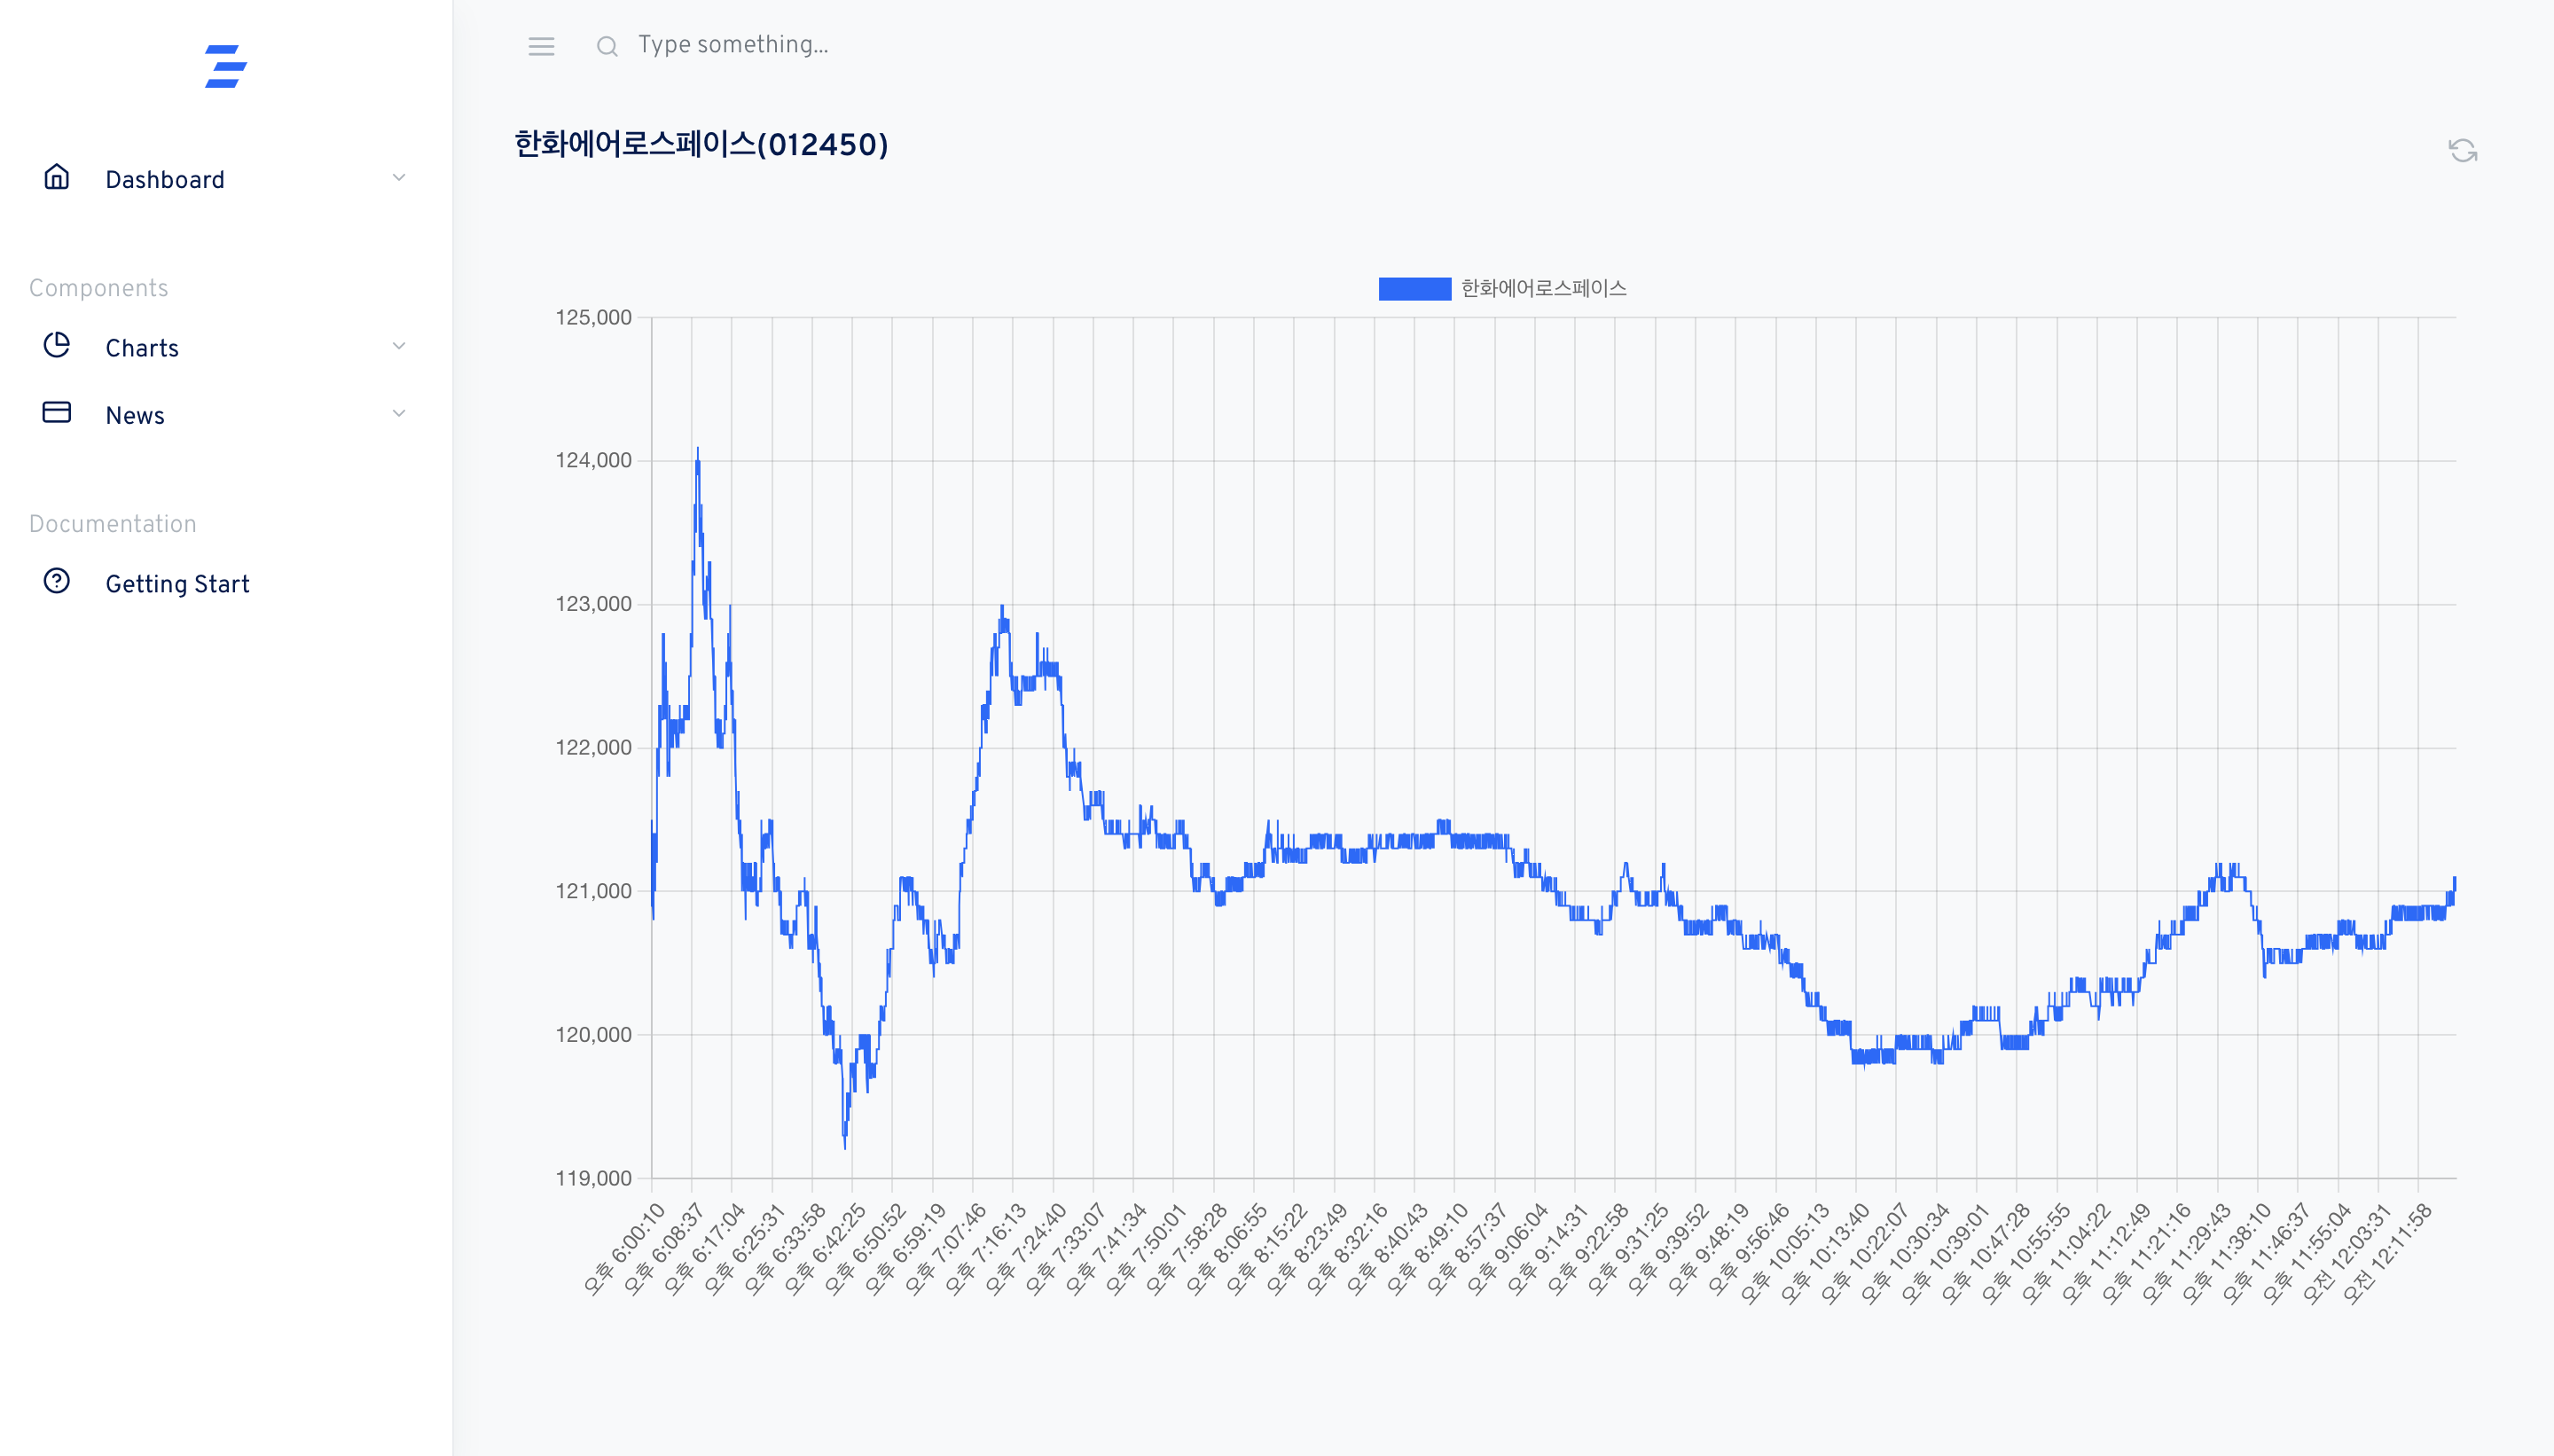 Type something...
한화에어로스페이스(012450)
Dashboard
Components
Charts
News
Documentation
Getting Start
한화에어로스페이스
125,000
124,000
123,000
122,000
121,000
120,000
119,000
오후 6:00:10
오후 6:08:37
오후 6:17:04
오후 6:25:31
오후 6:33:58
오후 6:42:25
오후 6:50:52
오후 6:59:19
오후 7:07:46
오후 7:16:13
오후 7:24:40
오후 7:33:07
오후 7:41:34
오후 7:50:01
오후 7:58:28
오후 8:06:55
오후 8:15:22
오후 8:23:49
오후 8:32:16
오후 8:40:43
오후 8:49:10
오후 8:57:37
오후 9:06:04
오후 9:14:31
오후 9:22:58
오후 9:31:25
오후 9:39:52
오후 9:48:19
오후 9:56:46
오후 10:05:13
오후 10:13:40
오후 10:22:07
오후 10:30:34
오후 10:39:01
오후 10:47:28
오후 10:55:55
오후 11:04:22
오후 11:12:49
오후 11:21:16
오후 11:29:43
오후 11:38:10
오후 11:46:37
오후 11:55:04
오전 12:03:31
오전 12:11:58